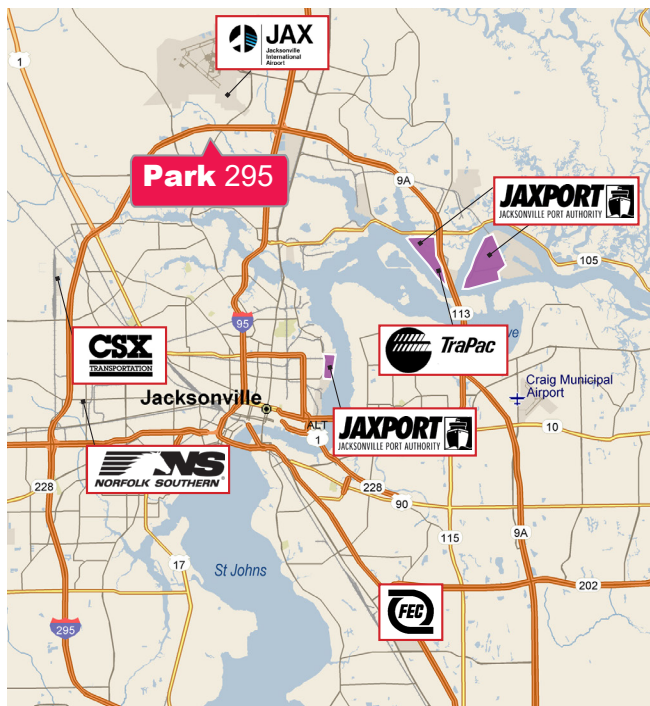 JAX
Jacksonville
International
Airport
1
Park 295
9A
JAXPORT
JACKSONVILLE PORT AUTHORITY
105
113
95
CSX
TRANSPORTATION
TraPac
Craig Municipal
Airport
Jacksonville
ALT
1
JAXPORT
JACKSONVILLE PORT AUTHORITY
10
NS
NORFOLK SOUTHERN
228
228
90
9A
115
17
St Johns
202
FEC
295